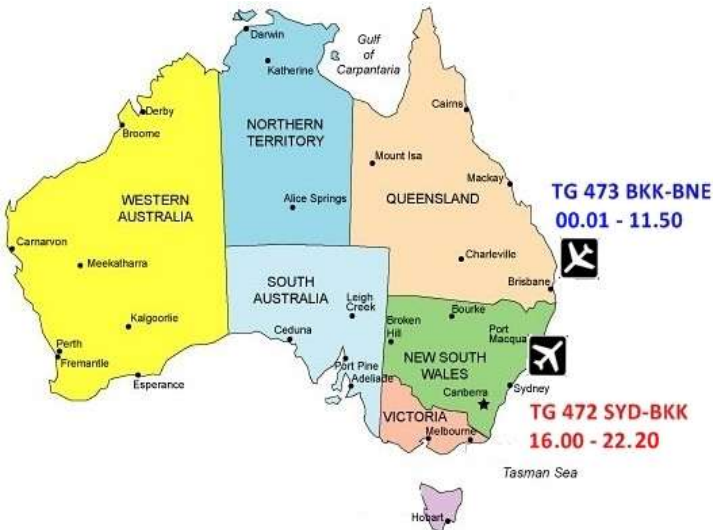 Darwin
Gulf
of
Carpantaria
Katherine
Cairns
Derby
Broome
NORTHERN
TERRITORY
Mount Isa
Mackay
WESTERN
AUSTRALIA
Alice Springs
QUEENSLAND
TG 473 BKK-BNE
00.01 - 11.50
Carnarvon
Meekatharra
Charleville
SOUTH
AUSTRALIA
Brisbane
Leigh
Creek
Bourke
Kalgoorlie
Ceduna
Broken
Hill
Port
Macqua
Perth
Fremantle
Port Pine
NEW SOUTH
WALES
Esperance
Adeliade
Canberra
Sydney
VICTORIA
TG 472 SYD-BKK
16.00 - 22.20
Melbourne
Tasman Sea
Hobart